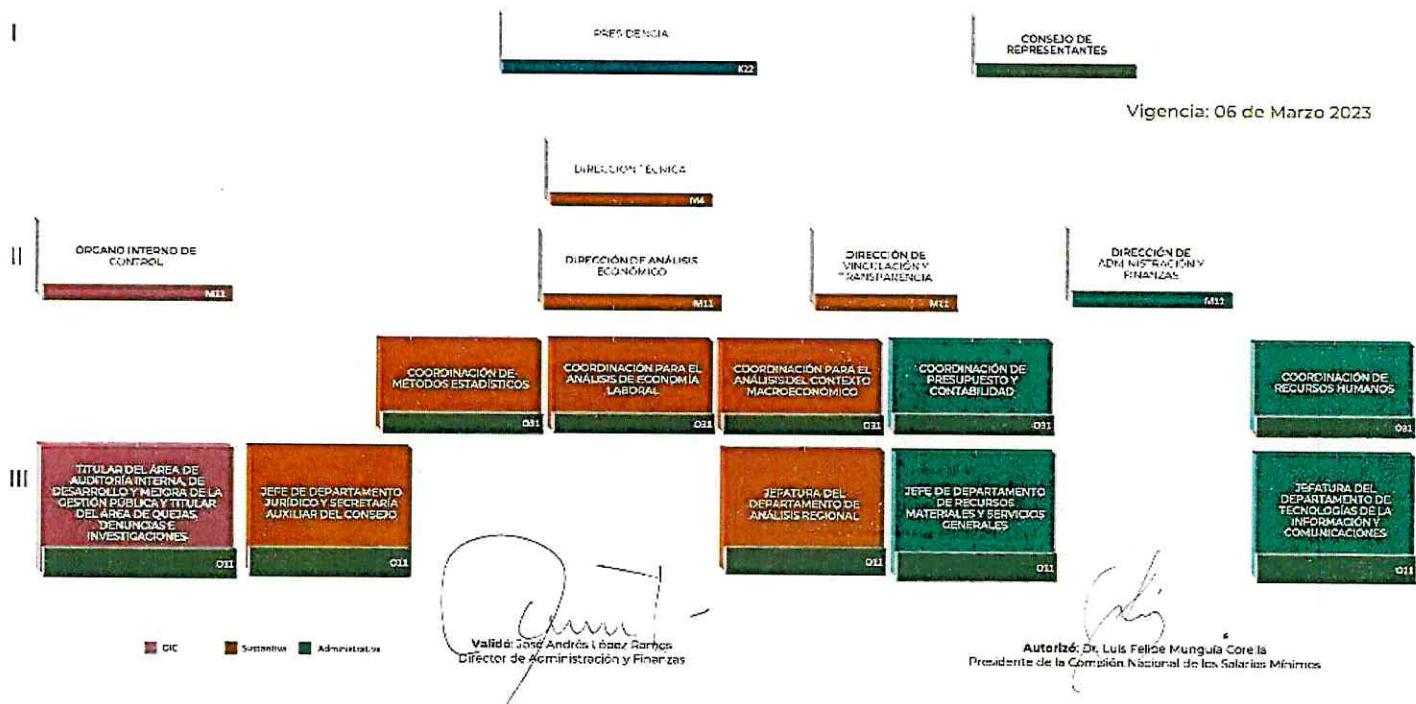 I
PRESIDENCIA
K22
CONSEJO DE
REPRESENTANTES
Vigencia: 06 de Marzo 2023
DIRECCIÓN TÉCNICA
M4
II
ÓRGANO INTERNO DE
CONTROL
M11
DIRECCIÓN DE ANÁLISIS
ECONÓMICO
M11
DIRECCIÓN DE
VINCULACIÓN Y
TRANSPARENCIA
M11
DIRECCIÓN DE
ADMINISTRACIÓN Y
FINANZAS
M11
COORDINACIÓN DE
MÉTODOS ESTADÍSTICOS
O31
COORDINACIÓN PARA EL
ANÁLISIS DE ECONOMÍA
LABORAL
O31
COORDINACIÓN PARA EL
ANÁLISIS DEL CONTEXTO
MACROECONÓMICO
O31
COORDINACIÓN DE
PRESUPUESTO Y
CONTABILIDAD
O31
COORDINACIÓN DE
RECURSOS HUMANOS
O31
III
TITULAR DEL ÁREA DE
AUDITORÍA INTERNA, DE
DESARROLLO Y MEJORA DE LA
GESTIÓN PÚBLICA Y TITULAR
DEL ÁREA DE QUEJAS,
DENUNCIAS E
INVESTIGACIONES
O11
JEFE DE DEPARTAMENTO
JURÍDICO Y SECRETARÍA
AUXILIAR DEL CONSEJO
O11
JEFATURA DEL
DEPARTAMENTO DE
ANÁLISIS REGIONAL
O11
JEFE DE DEPARTAMENTO
DE RECURSOS
MATERIALES Y SERVICIOS
GENERALES
O11
JEFATURA DEL
DEPARTAMENTO DE
TECNOLOGÍAS DE LA
INFORMACIÓN Y
COMUNICACIONES
O11
OIC Sustantiva Administrativa
Validó: José Andrés López Ramos
Director de Administración y Finanzas
Autorizó: Dr. Luis Felipe Munguía Corella
Presidente de la Comisión Nacional de los Salarios Mínimos